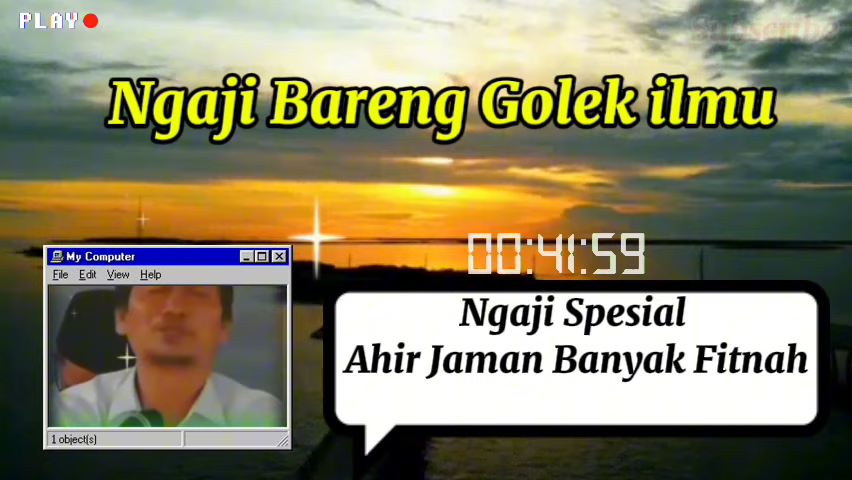 PLAY
Subscribe
Ngaji Bareng Golek ilmu
00:41:59
My Computer
File Edit View Help
Ngaji Spesial
Ahir Jaman Banyak Fitnah
1 object(s)